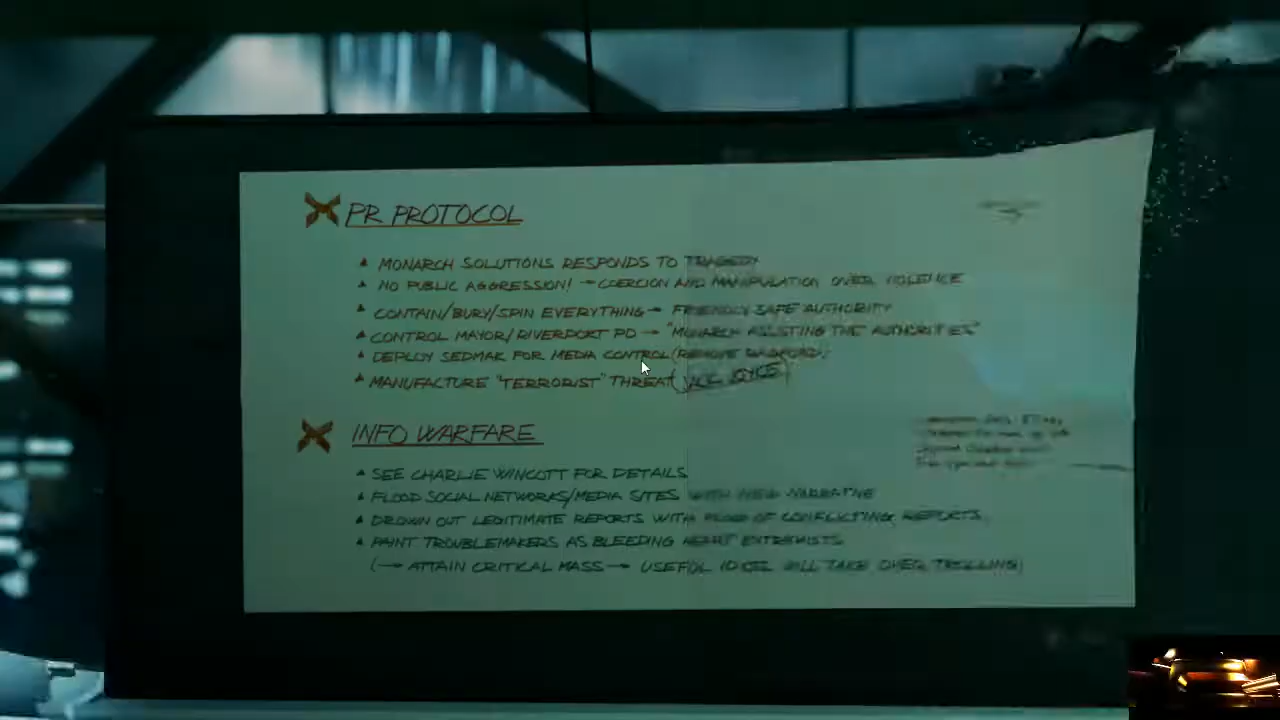 PR PROTOCOL
MONARCH SOLUTIONS RESPONDS TO TRAGEDY
NO PUBLIC AGGRESSION! → COERCION AND MANIPULATION OVER VIOLENCE
CONTAIN/BURY/SPIN EVERYTHING → FRIENDLY SAFE AUTHORITY
CONTROL MAYOR/RIVERPORT PD → "MONARCH ASSISTING THE AUTHORITIES"
DEPLOY SEDMAK FOR MEDIA CONTROL (REMOVE
MANUFACTURE "TERRORIST" THREAT (JACK JOYCE)
INFO WARFARE
SEE CHARLIE WINCOTT FOR DETAILS
FLOOD SOCIAL NETWORKS/MEDIA SITES WITH NEW NARRATIVE
DROWN OUT LEGITIMATE REPORTS WITH FLOOD OF CONFLICTING REPORTS
PAINT TROUBLEMAKERS AS BLEEDING HEART EXTREMISTS
(→ ATTAIN CRITICAL MASS → USEFUL IDIOTS WILL TAKE OVER TROLLING)